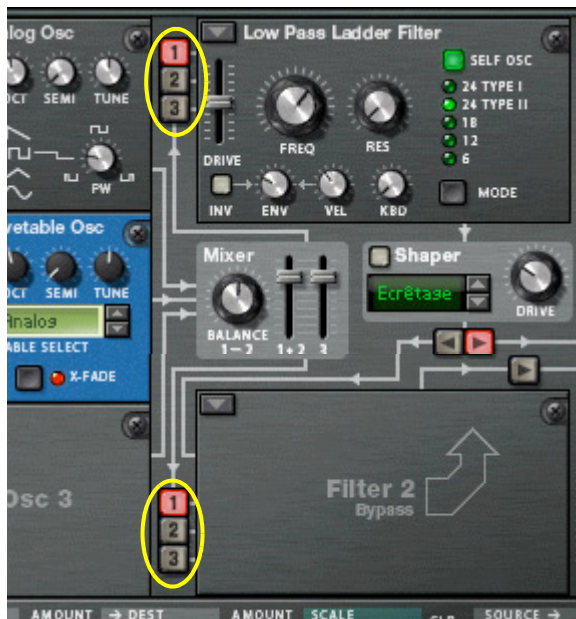 log Osc
OCT SEMI TUNE
PW
1
2
3
Low Pass Ladder Filter
SELF OSC
24 TYPE I
24 TYPE II
18
12
6
DRIVE
FREQ
RES
INV ENV VEL KBD
MODE
vetable Osc
OCT SEMI TUNE
Analog
ABLE SELECT
X-FADE
Mixer
BALANCE
1 – 2 1+2 2
Shaper
Ecrêtage
DRIVE
Osc 3
1
2
3
Filter 2
Bypass
AMOUNT → DEST AMOUNT SCALE CLR SOURCE →